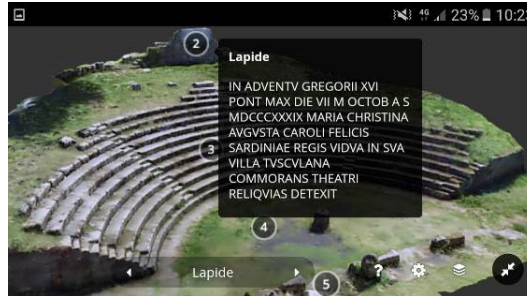 4G 23% 10:2
2
Lapide
IN ADVENTV GREGORII XVI
PONT MAX DIE VII M OCTOB A S
MDCCCXXXIX MARIA CHRISTINA
AVGVSTA CAROLI FELICIS
SARDINIAE REGIS VIDVA IN SVA
VILLA TVSCVLANA
COMMORANS THEATRI
RELIQVIAS DETEXIT
3
4
Lapide
5
?